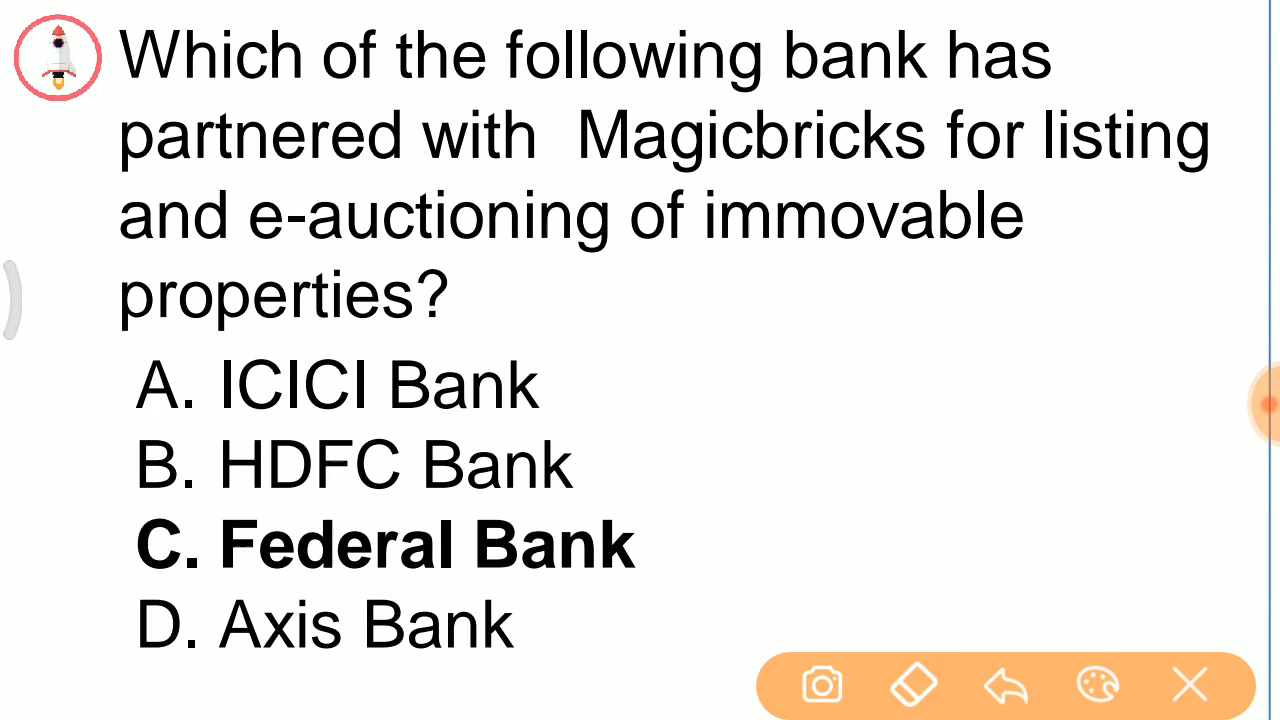 Which of the following bank has
partnered with  Magicbricks for listing
and e-auctioning of immovable
properties?
A. ICICI Bank
B. HDFC Bank
C. Federal Bank
D. Axis Bank